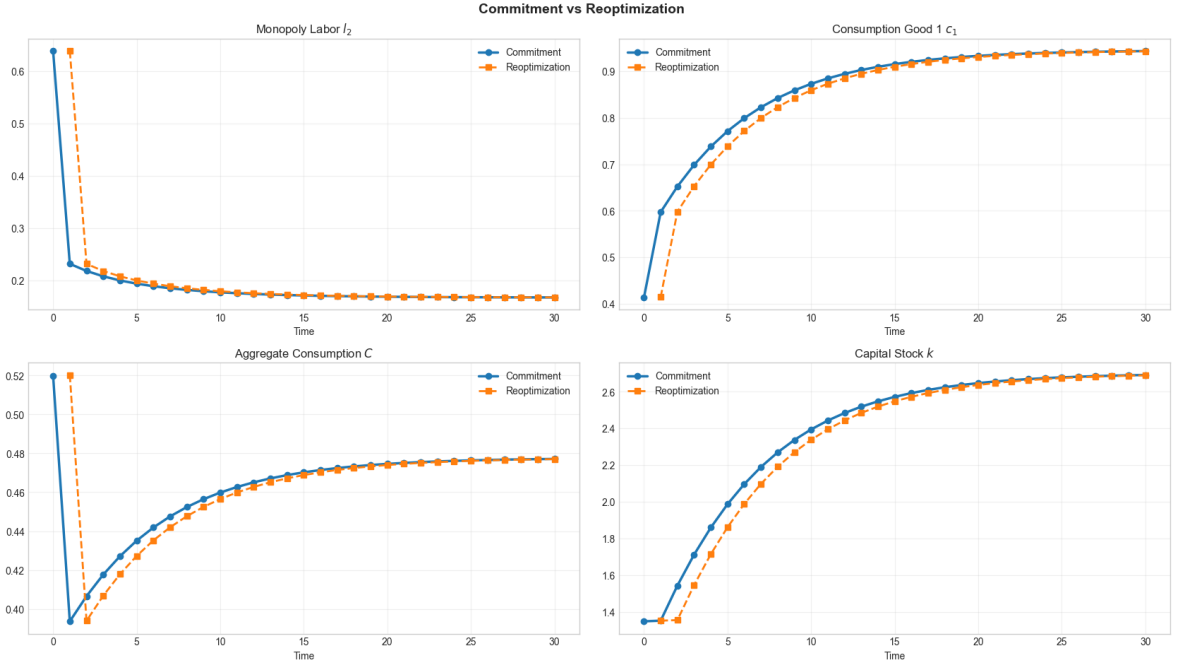 Commitment vs Reoptimization
Monopoly Labor l₂
Commitment
Reoptimization
0.6
0.5
0.4
0.3
0.2
0 5 10 15 20 25 30
Time
Consumption Good 1 c₁
Commitment
Reoptimization
0.9
0.8
0.7
0.6
0.5
0.4
0 5 10 15 20 25 30
Time
Aggregate Consumption C
Commitment
Reoptimization
0.52
0.50
0.48
0.46
0.44
0.42
0.40
0 5 10 15 20 25 30
Time
Capital Stock k
Commitment
Reoptimization
2.6
2.4
2.2
2.0
1.8
1.6
1.4
0 5 10 15 20 25 30
Time